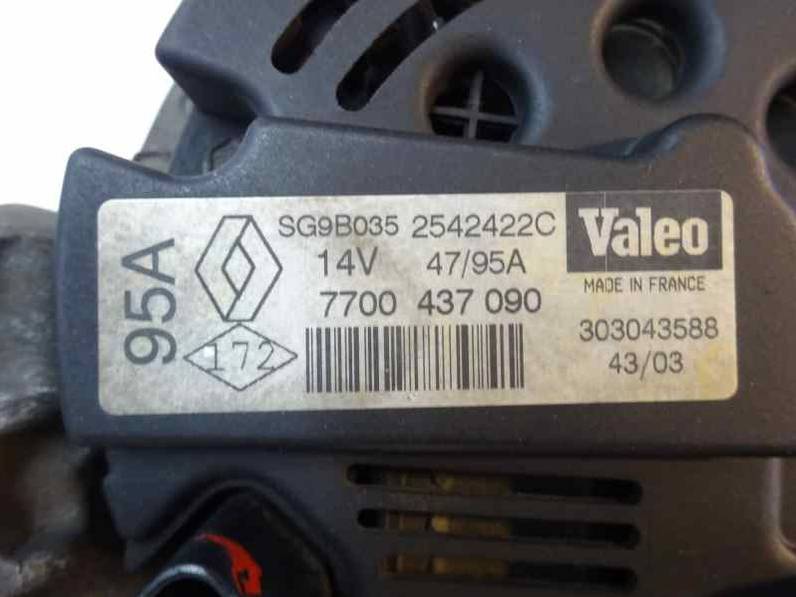 95A
SG9B035 2542422C
14V 47/95A
7700 437 090
172
Valeo
MADE IN FRANCE
303043588
43/03